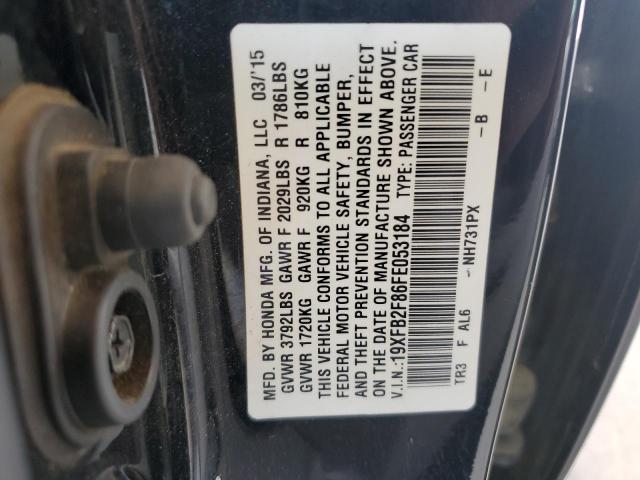 MFD. BY HONDA MFG. OF INDIANA, LLC 03/'15
GVWR 3792LBS GAWR F 2029LBS R 1786LBS
GVWR 1720KG GAWR F 920KG R 810KG
THIS VEHICLE CONFORMS TO ALL APPLICABLE
FEDERAL MOTOR VEHICLE SAFETY, BUMPER,
AND THEFT PREVENTION STANDARDS IN EFFECT
ON THE DATE OF MANUFACTURE SHOWN ABOVE.
V.I.N.:19XFB2F86FE053184 TYPE: PASSENGER CAR
TR3 F AL6 - NH731PX -B -E